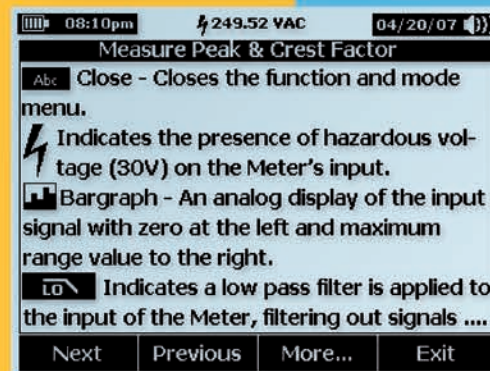 08:10pm 249.52 VAC 04/20/07
Measure Peak & Crest Factor
Abc Close - Closes the function and mode
menu.
Indicates the presence of hazardous vol-
tage (30V) on the Meter's input.
Bargraph - An analog display of the input
signal with zero at the left and maximum
range value to the right.
LO Indicates a low pass filter is applied to
the input of the Meter, filtering out signals ....
Next Previous More... Exit